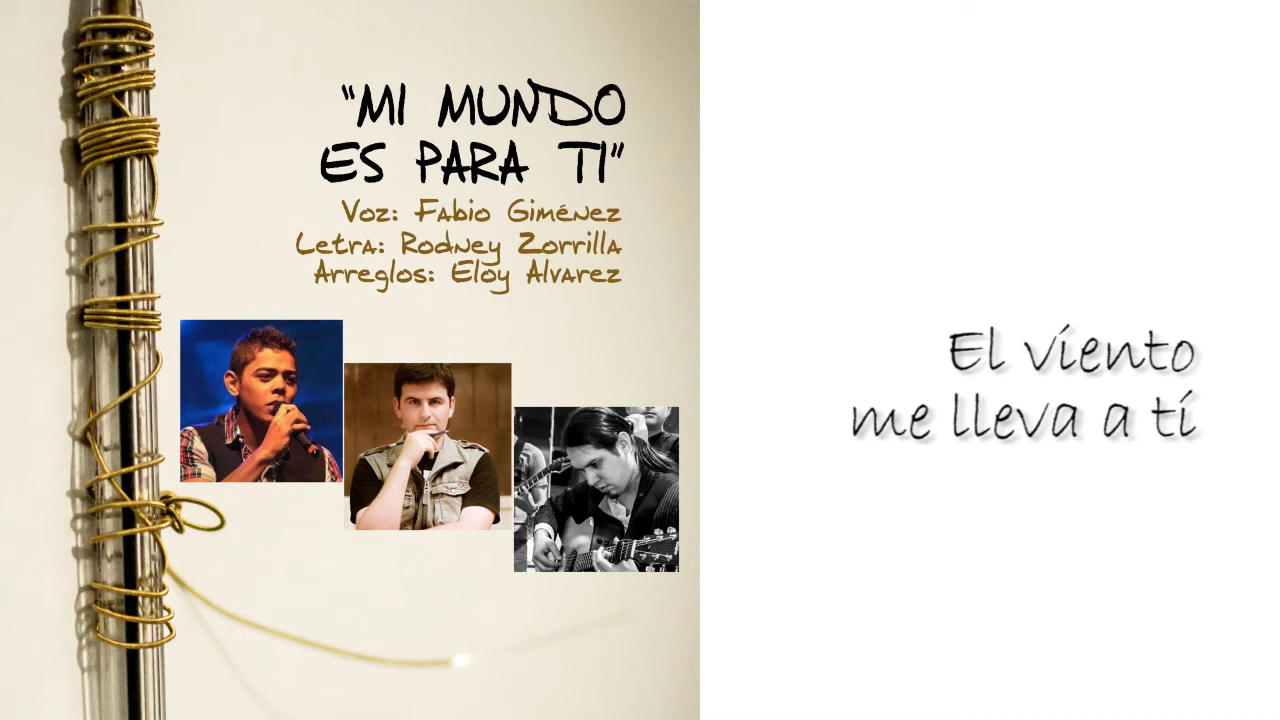 "MI MUNDO
ES PARA TI"
Voz: Fabio Giménez
Letra: Rodney Zorrilla
Arreglos: Eloy Alvarez
El viento
me lleva a tí